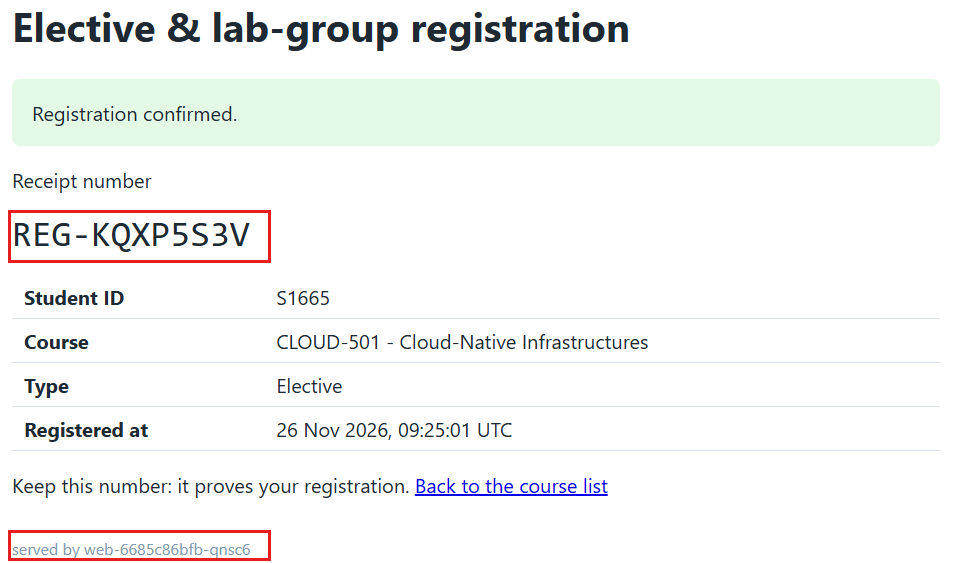 Elective & lab-group registration
Registration confirmed.
Receipt number
REG-KQXP5S3V
Student ID S1665
Course CLOUD-501 - Cloud-Native Infrastructures
Type Elective
Registered at 26 Nov 2026, 09:25:01 UTC
Keep this number: it proves your registration. Back to the course list
served by web-6685c86bfb-qnsc6